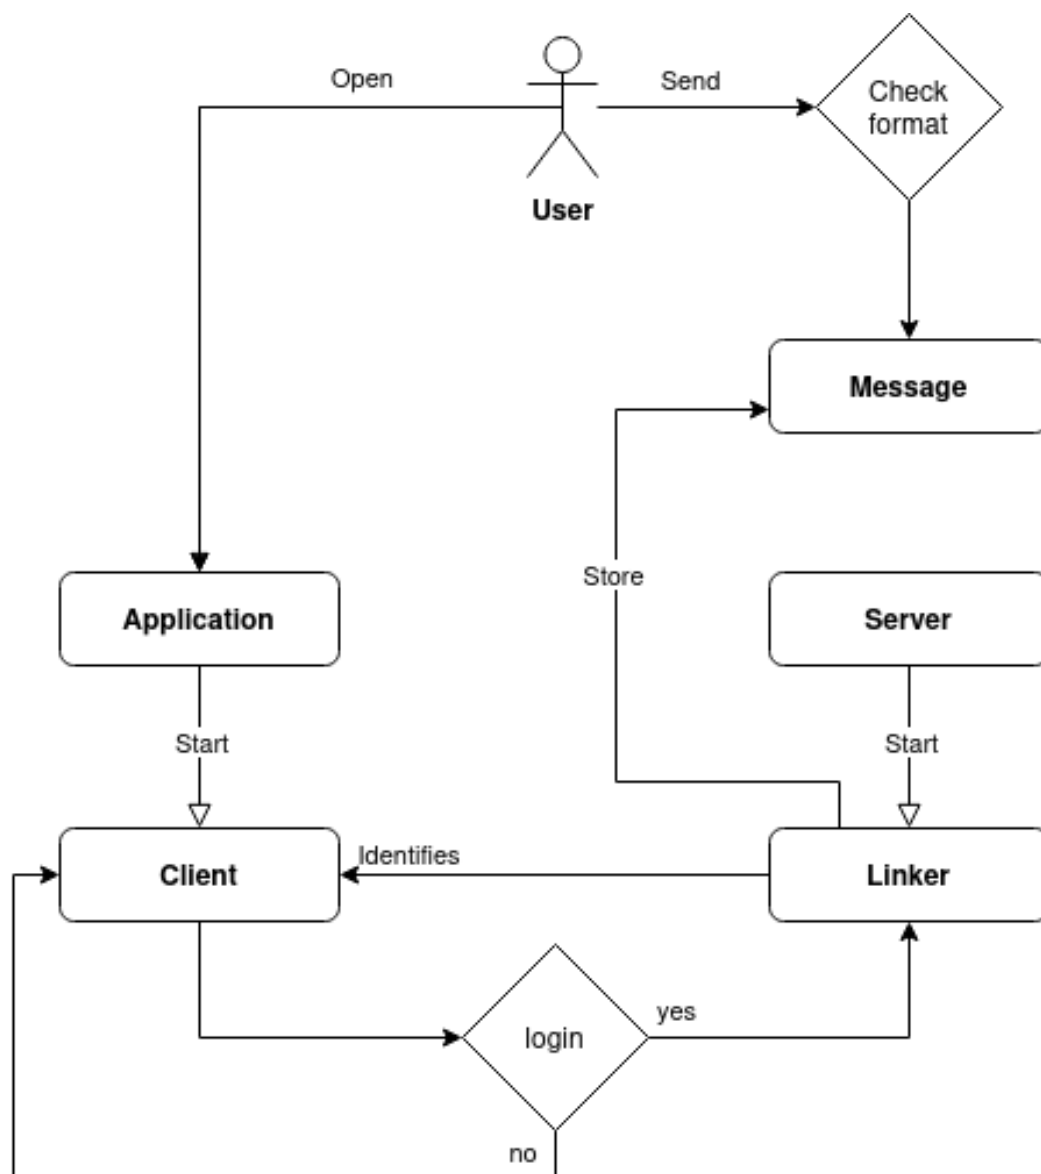 Open
Send
Check
format
User
Message
Store
Application
Server
Start
Start
Identifies
Client
Linker
login
yes
no